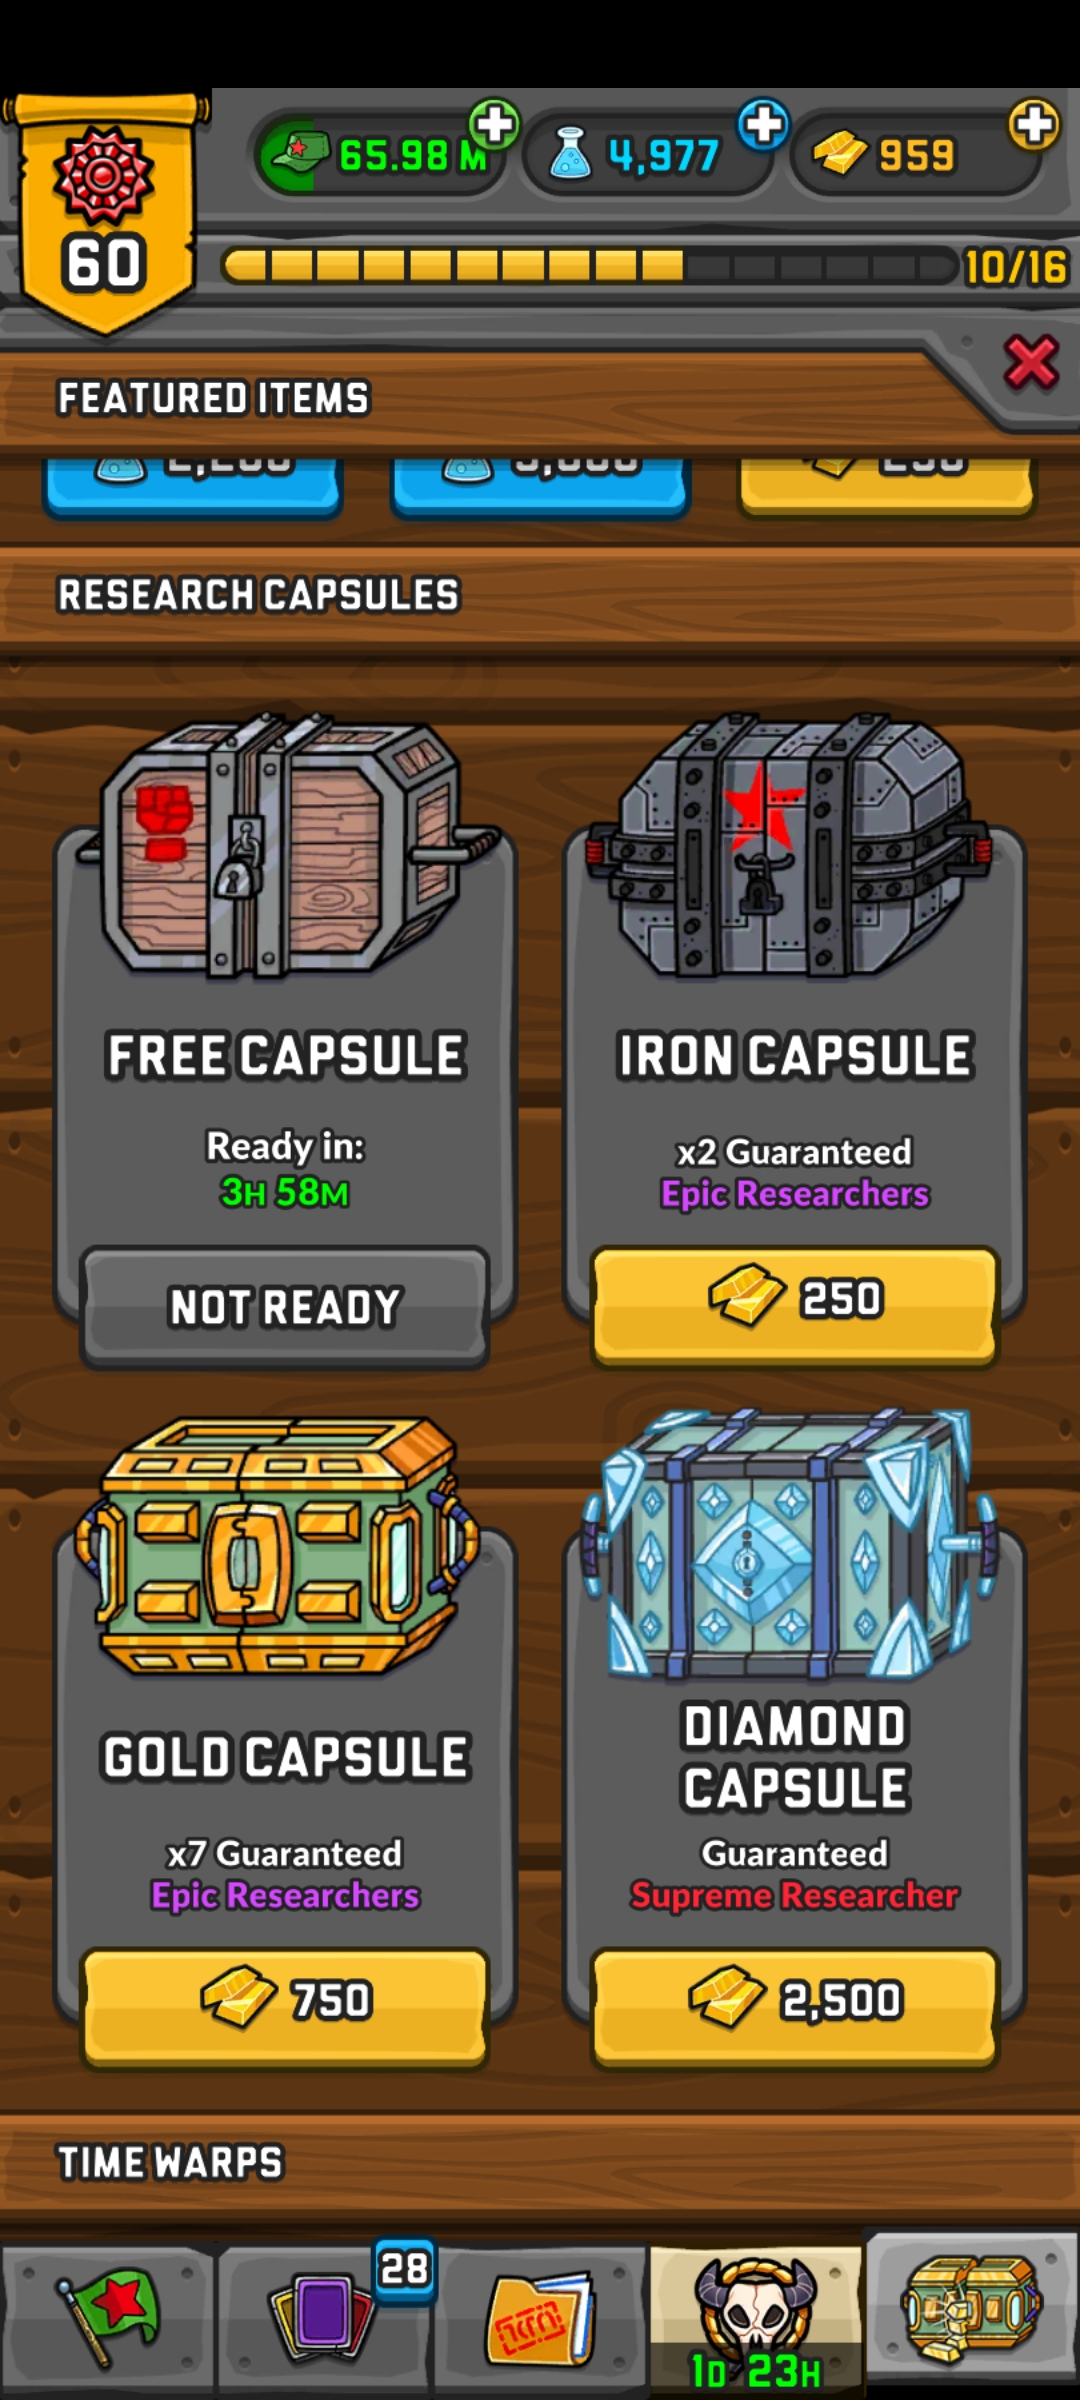 65.98 M
4,977
959
60
10/16
FEATURED ITEMS
RESEARCH CAPSULES
FREE CAPSULE
Ready in:
3H 58M
NOT READY
IRON CAPSULE
x2 Guaranteed
Epic Researchers
250
GOLD CAPSULE
x7 Guaranteed
Epic Researchers
750
DIAMOND
CAPSULE
Guaranteed
Supreme Researcher
2,500
TIME WARPS
28
1D 23H